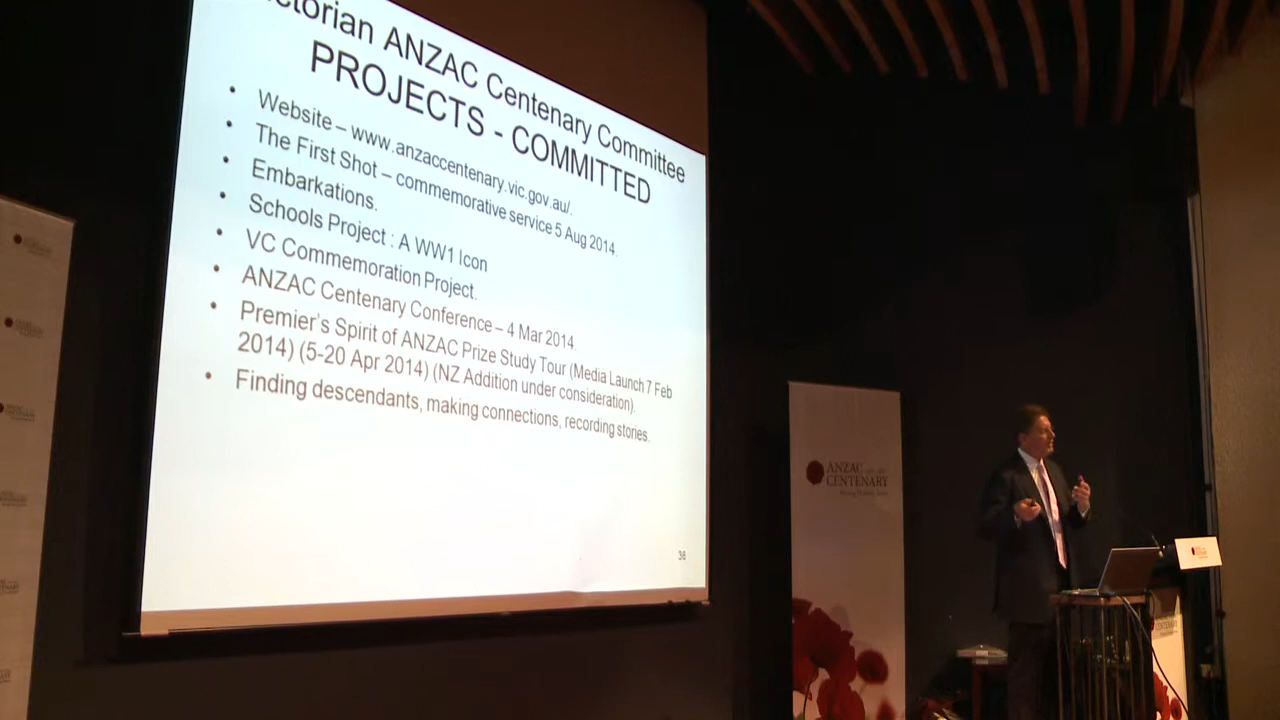 ctorian ANZAC Centenary Committee
PROJECTS - COMMITTED
• Website – www.anzaccentenary.vic.gov.au/.
• The First Shot – commemorative service 5 Aug 2014.
• Embarkations.
• Schools Project : A WW1 Icon
• VC Commemoration Project.
• ANZAC Centenary Conference – 4 Mar 2014.
• Premier's Spirit of ANZAC Prize Study Tour (Media Launch 7 Feb
2014) (5-20 Apr 2014) (NZ Addition under consideration).
• Finding descendants, making connections, recording stories.
36
ANZAC
CENTENARY